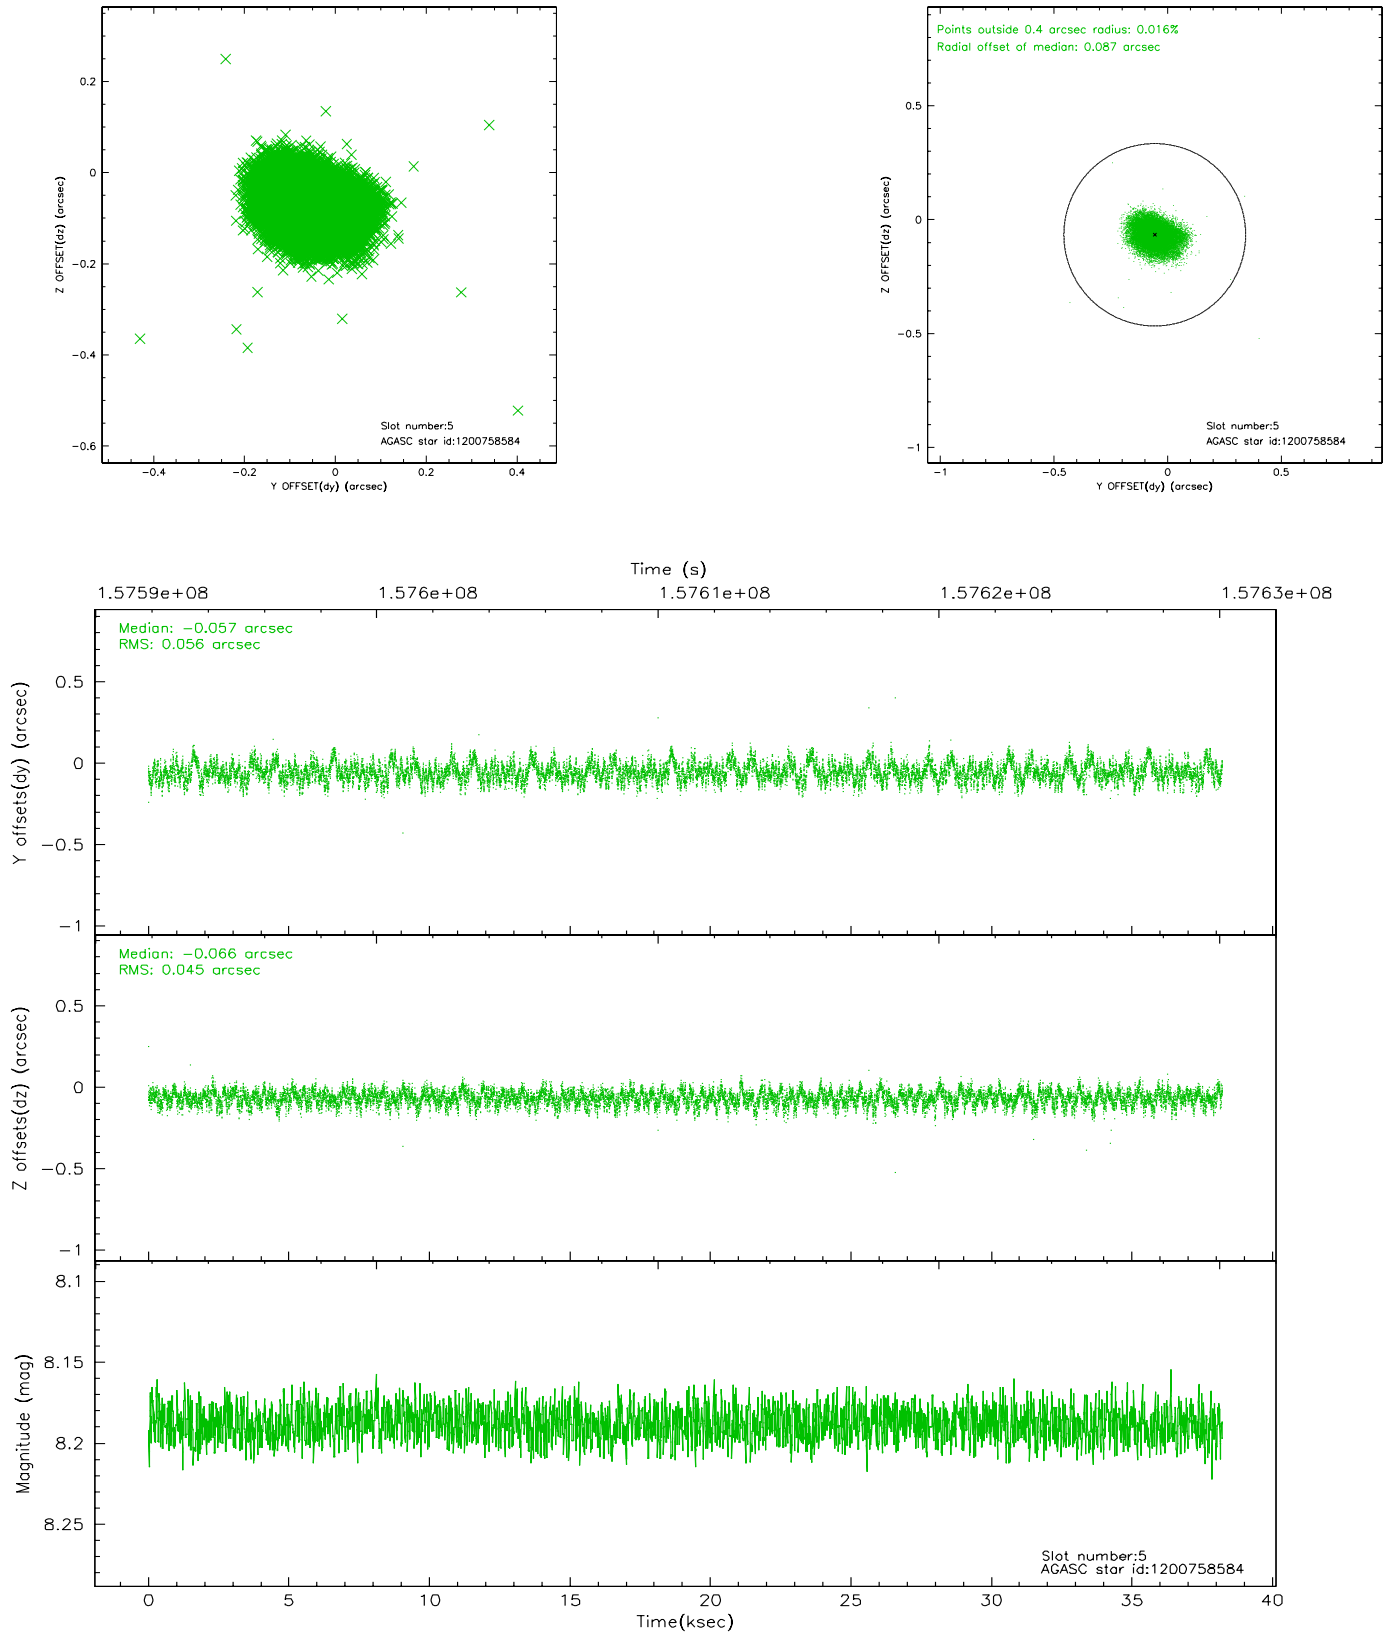 0.2
0
−0.2
−0.4
−0.6
Z OFFSET(dz) (arcsec)
−0.4 −0.2 0 0.2 0.4
Y OFFSET(dy) (arcsec)
Slot number:5
AGASC star id:1200758584
Points outside 0.4 arcsec radius: 0.016%
Radial offset of median: 0.087 arcsec
0.5
0
−0.5
−1
Z OFFSET(dz) (arcsec)
−1 −0.5 0 0.5
Y OFFSET(dy) (arcsec)
Slot number:5
AGASC star id:1200758584
Time (s)
1.5759e+08 1.576e+08 1.5761e+08 1.5762e+08 1.5763e+08
Median: −0.057 arcsec
RMS: 0.056 arcsec
0.5
0
−0.5
−1
Y offsets(dy) (arcsec)
Median: −0.066 arcsec
RMS: 0.045 arcsec
0.5
0
−0.5
−1
Z offsets(dz) (arcsec)
8.1
8.15
8.2
8.25
Magnitude (mag)
Slot number:5
AGASC star id:1200758584
0 5 10 15 20 25 30 35 40
Time(ksec)